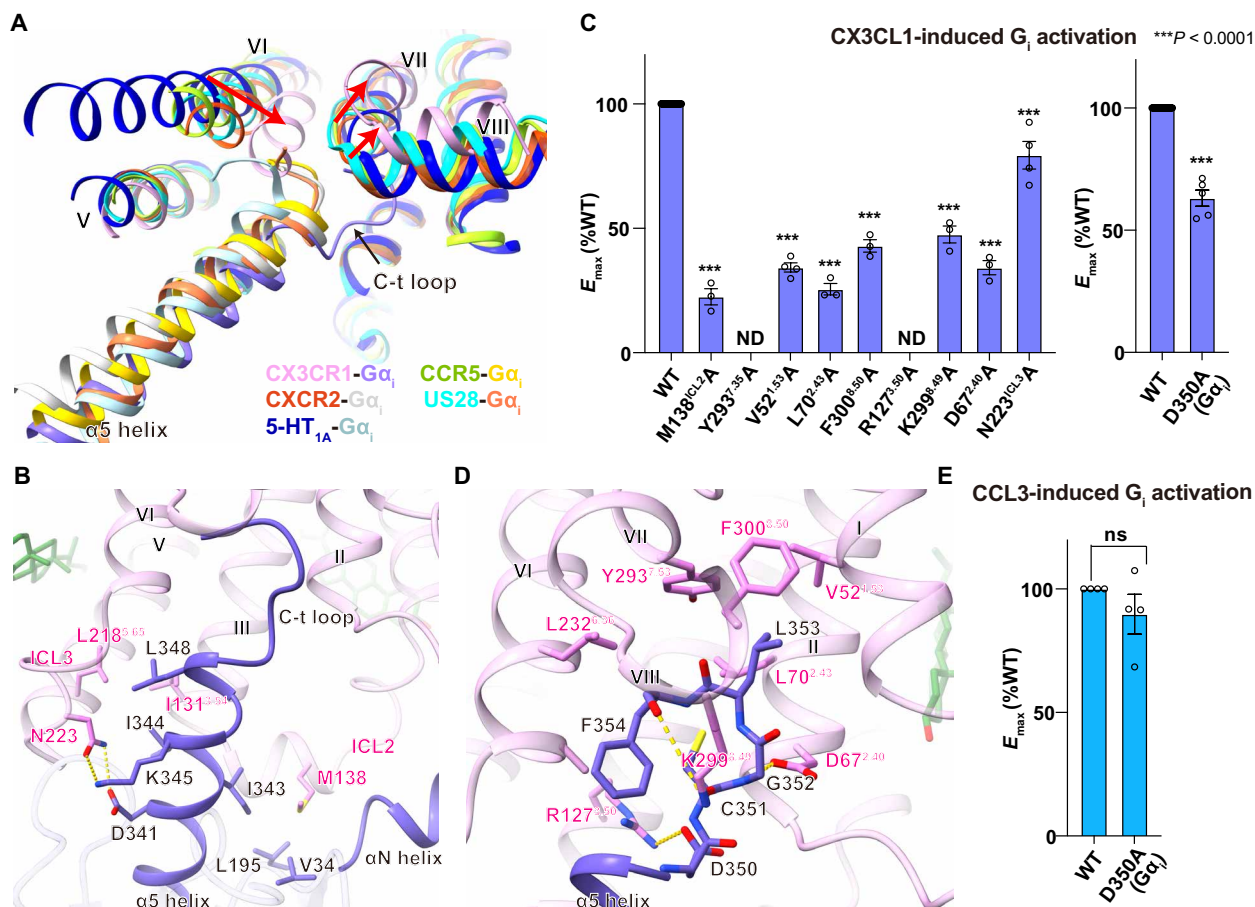 A
VI
VII
VIII
V
C-t loop
CX3CR1-Gαᵢ CCR5-Gαᵢ
CXCR2-Gαᵢ US28-Gαᵢ
5-HT₁A-Gαᵢ
α5 helix
C
CX3CL1-induced Gᵢ activation
***P < 0.0001
Emax (%WT)
100
50
0
***
ND
***
***
***
ND
***
***
***
WT
M138ᴵᶜᴸ²A
Y293⁷·³⁵A
V52¹·⁵³A
L70²·⁴³A
F300⁸·⁵⁰A
R127³·⁵⁰A
K299⁸·⁴⁹A
D67²·⁴⁰A
N223ᴵᶜᴸ³A
Emax (%WT)
100
50
0
***
WT
D350A
(Gαᵢ)
B
VI
V
II
C-t loop
III
L218⁵·⁶⁵
ICL3
L348
I131³·⁵⁴
N223
I344
ICL2
K345
I343
M138
D341
αN helix
L195
V34
α5 helix
D
F300⁸·⁵⁰
I
VII
Y293⁷·⁵³
VI
V52¹·⁵³
L232⁶·³⁶
L353
II
VIII
L70²·⁴³
F354
K299⁸·⁴⁹
D67²·⁴⁰
G352
C351
R127³·⁵⁰
D350
α5 helix
E
CCL3-induced Gᵢ activation
ns
Emax (%WT)
100
50
0
WT
D350A
(Gαᵢ)